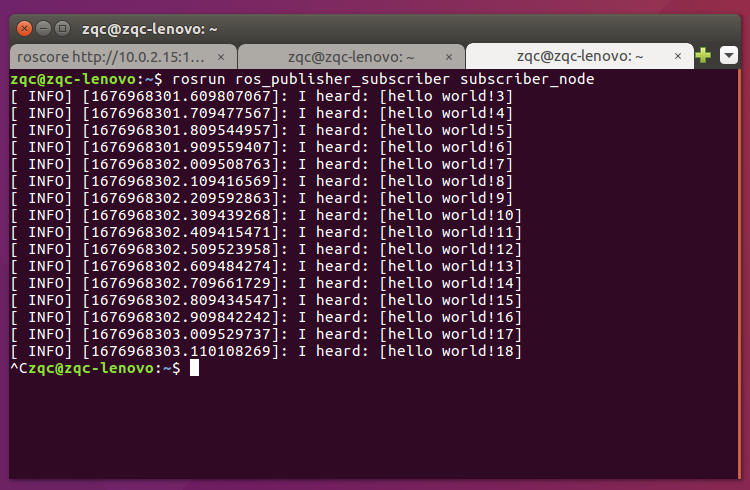 zqc@zqc-lenovo: ~
roscore http://10.0.2.15:1... ×
zqc@zqc-lenovo: ~ ×
zqc@zqc-lenovo: ~ ×
zqc@zqc-lenovo:~$ rosrun ros_publisher_subscriber subscriber_node
[ INFO] [1676968301.609807067]: I heard: [hello world!3]
[ INFO] [1676968301.709477567]: I heard: [hello world!4]
[ INFO] [1676968301.809544957]: I heard: [hello world!5]
[ INFO] [1676968301.909559407]: I heard: [hello world!6]
[ INFO] [1676968302.009508763]: I heard: [hello world!7]
[ INFO] [1676968302.109416569]: I heard: [hello world!8]
[ INFO] [1676968302.209592863]: I heard: [hello world!9]
[ INFO] [1676968302.309439268]: I heard: [hello world!10]
[ INFO] [1676968302.409415471]: I heard: [hello world!11]
[ INFO] [1676968302.509523958]: I heard: [hello world!12]
[ INFO] [1676968302.609484274]: I heard: [hello world!13]
[ INFO] [1676968302.709661729]: I heard: [hello world!14]
[ INFO] [1676968302.809434547]: I heard: [hello world!15]
[ INFO] [1676968302.909842242]: I heard: [hello world!16]
[ INFO] [1676968303.009529737]: I heard: [hello world!17]
[ INFO] [1676968303.110108269]: I heard: [hello world!18]
^Czqc@zqc-lenovo:~$